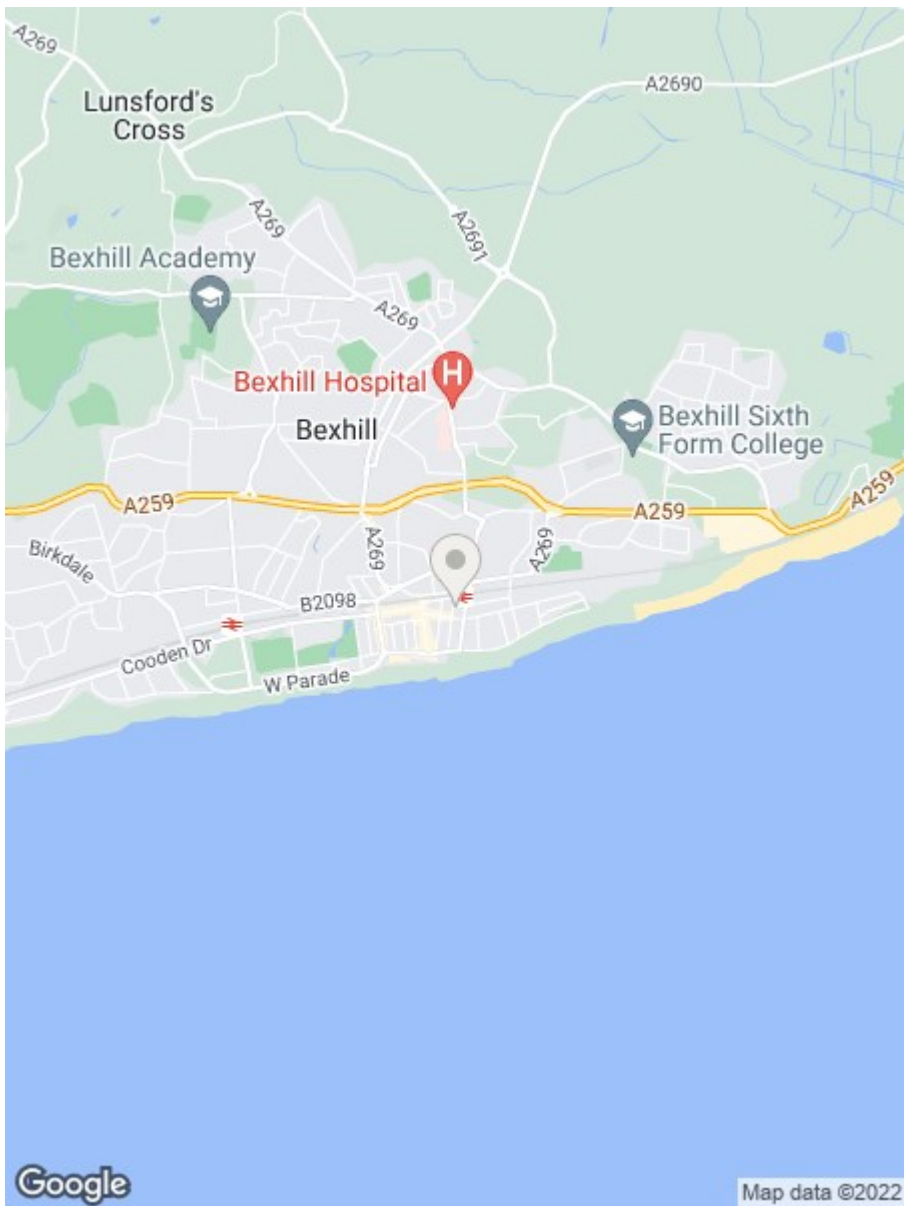 A269
A2690
Lunsford's
Cross
A269
A2691
Bexhill Academy
A269
Bexhill Hospital
H
Bexhill
Bexhill Sixth
Form College
A259
A259
A259
Birkdale
A269
A269
B2098
Cooden Dr
W Parade
Google
Map data ©2022